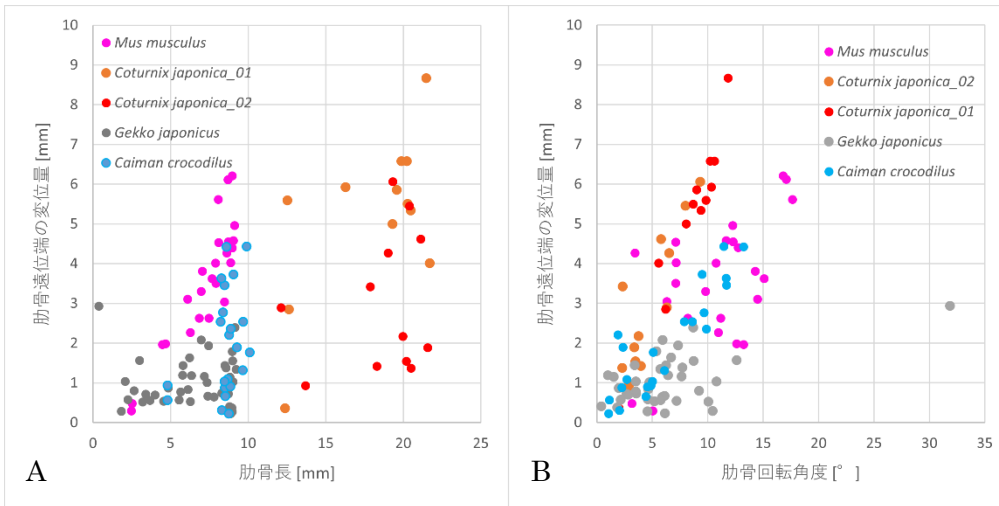 10
9
8
7
6
5
4
3
2
1
0
0
5
10
15
20
25
肋骨遠位端の変位量 [mm]
肋骨長 [mm]
Mus musculus
Coturnix japonica_01
Coturnix japonica_02
Gekko japonicus
Caiman crocodilus
A
10
9
8
7
6
5
4
3
2
1
0
0
5
10
15
20
25
30
35
肋骨遠位端の変位量 [mm]
肋骨回転角度 [°]
Mus musculus
Coturnix japonica_02
Coturnix japonica_01
Gekko japonicus
Caiman crocodilus
B